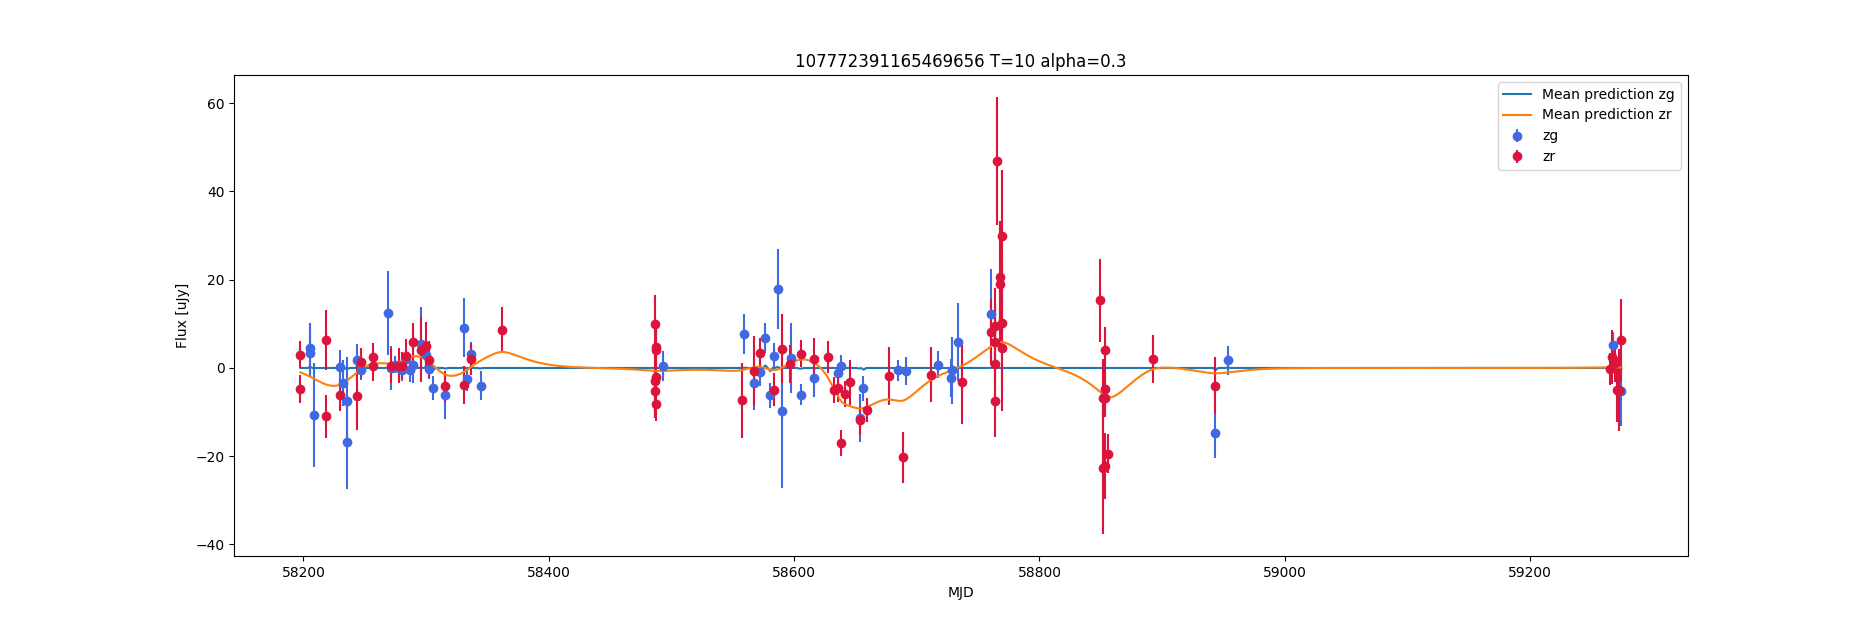 107772391165469656 T=10 alpha=0.3
Mean prediction zg
Mean prediction zr
zg
zr
60
40
20
0
−20
−40
Flux [uJy]
58200 58400 58600 58800 59000 59200
MJD